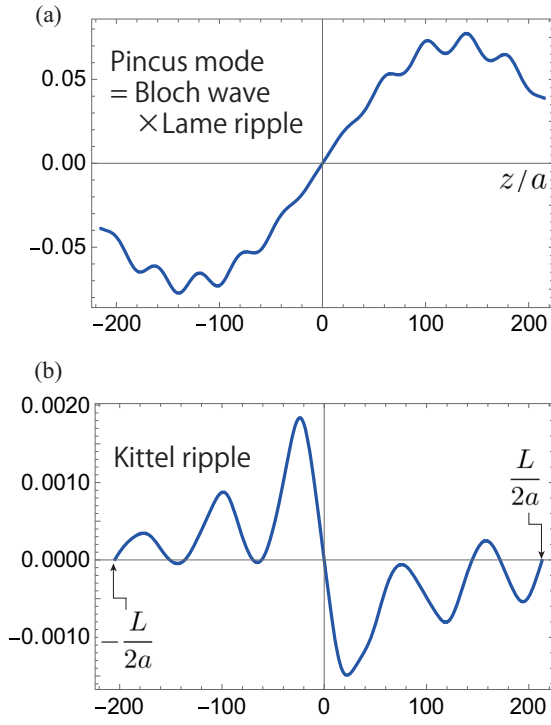 (a)
Pincus mode
= Bloch wave
× Lame ripple
0.05
0.00
−0.05
z/a
−200 −100 0 100 200
(b)
0.0020
0.0010
0.0000
−0.0010
Kittel ripple
L
2a
− L
2a
−200 −100 0 100 200